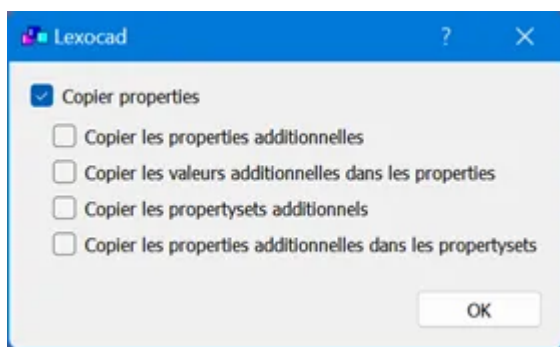 Lexocad
Copier properties
Copier les properties additionnelles
Copier les valeurs additionnelles dans les properties
Copier les propertysets additionnels
Copier les properties additionnelles dans les propertysets
OK